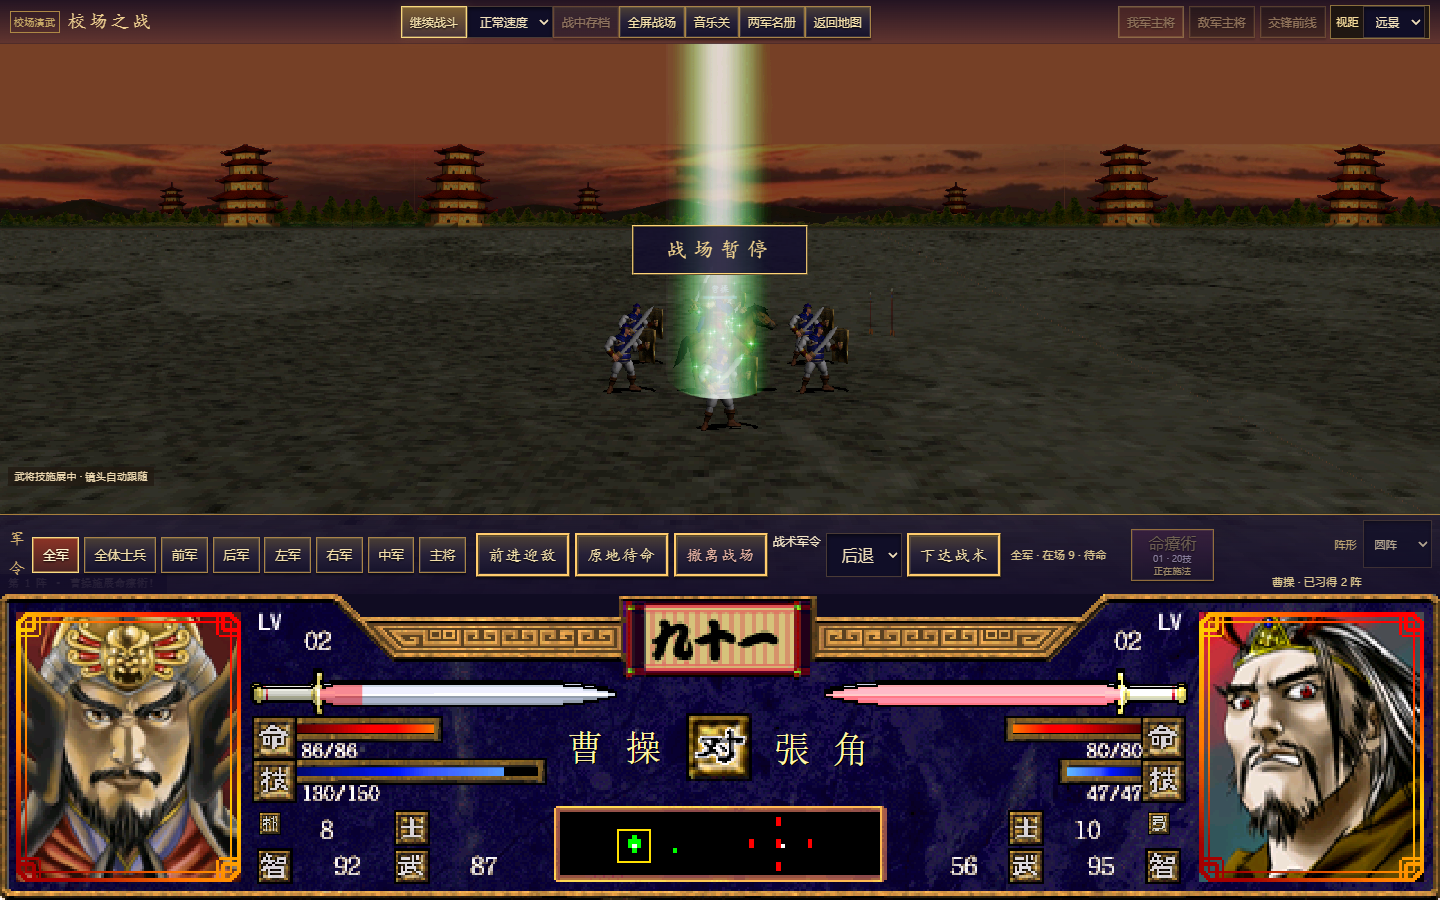 校场演武 校场之战 继续战斗 正常速度 战中存档 全屏战场 音乐关 两军名册 返回地图 我军主将 敌军主将 交锋前线 视距 远景
战场暂停
武将技施展中 · 镜头自动跟随
军令 全军 全体士兵 前军 后军 左军 右军 中军 主将 前进迎敌 原地待命 撤离战场 战术军令 后退 下达战术 全军 · 在场 9 · 待命
命療術
01 · 20技
正在施法
阵形 圆阵
曹操 · 已习得 2 阵
LV 02
九十一
LV 02
命 86/86
技 130/150
曹操 对 張角
命 80/80
技 47/47
8 士
智 92 武 87
士 10
56 武 95 智